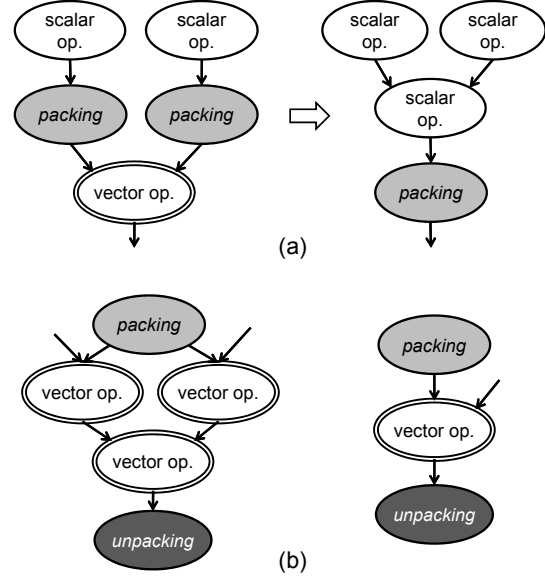 scalar
op.
scalar
op.
packing
packing
vector op.
scalar
op.
scalar
op.
scalar
op.
packing
(a)
packing
vector op.
vector op.
vector op.
unpacking
packing
vector op.
unpacking
(b)